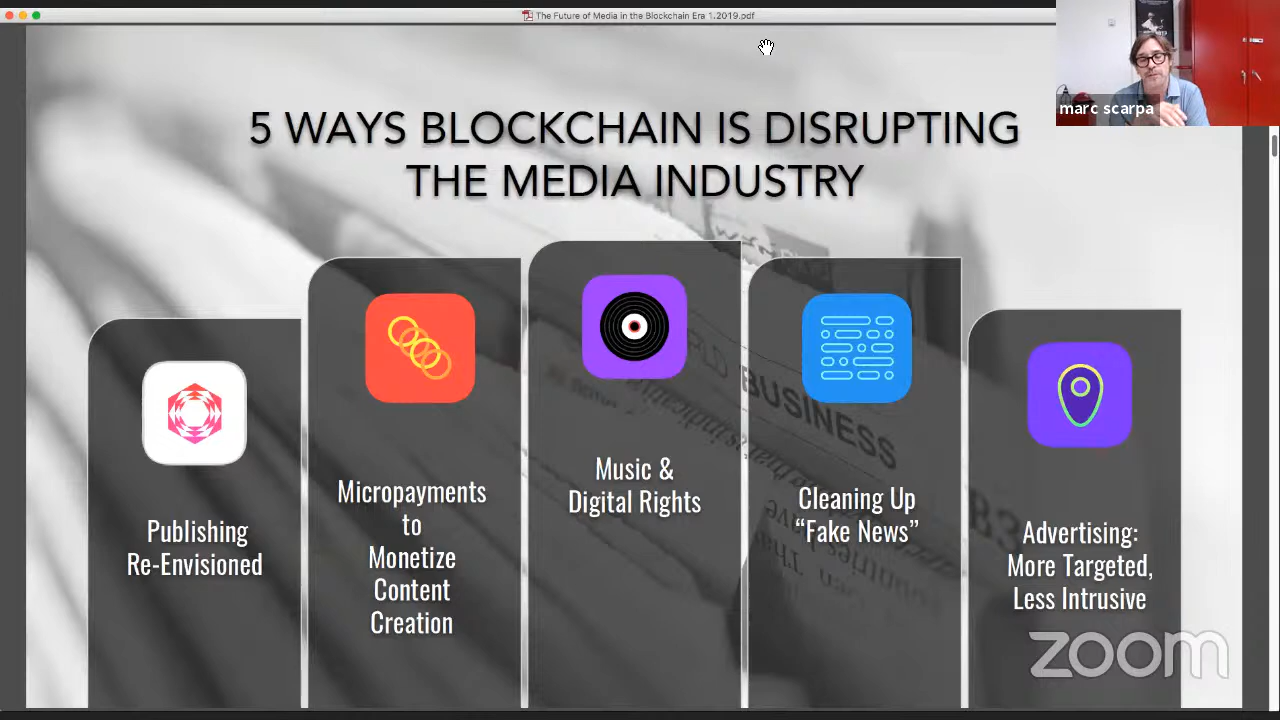 The Future of Media in the Blockchain Era 1.2019.pdf
marc scarpa
5 WAYS BLOCKCHAIN IS DISRUPTING
THE MEDIA INDUSTRY
Publishing
Re-Envisioned
Micropayments
to
Monetize
Content
Creation
Music &
Digital Rights
Cleaning Up
“Fake News”
Advertising:
More Targeted,
Less Intrusive
BUSINESS
zoom